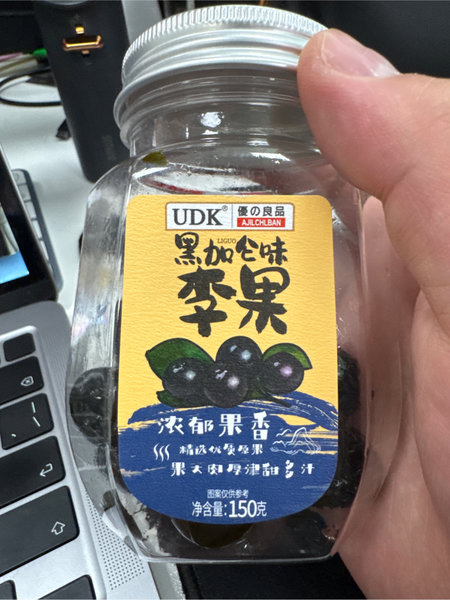 UDK®
優の良品
AJILCHLBAN
黑加仑味
LIGUO
李果
浓郁果香
精选优质原果
果大肉厚津甜多汁
图案仅供参考
净含量:150克